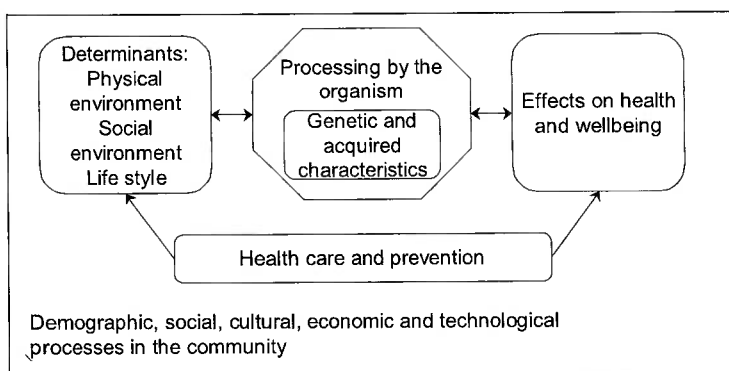 Determinants:
Physical
environment
Social
environment
Life style
Processing by the
organism
Genetic and
acquired
characteristics
Effects on health
and wellbeing
Health care and prevention
Demographic, social, cultural, economic and technological
processes in the community